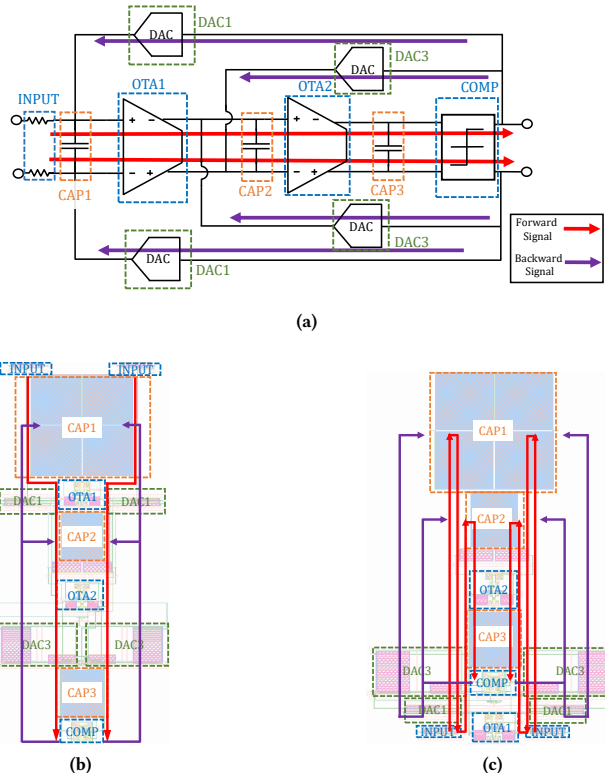 DAC1
DAC
DAC3
DAC
OTA1
OTA2
COMP
INPUT
+
−
+
−
−
+
−
+
CAP1
CAP2
CAP3
DAC
DAC3
DAC
DAC1
Forward
Signal
Backward
Signal
(a)
INPUT
INPUT
CAP1
DAC1
OTA1
DAC1
CAP2
OTA2
DAC3
DAC3
CAP3
COMP
(b)
CAP1
CAP2
OTA2
CAP3
DAC3
DAC3
COMP
DAC1
DAC1
INPUT
OTA1
INPUT
(c)